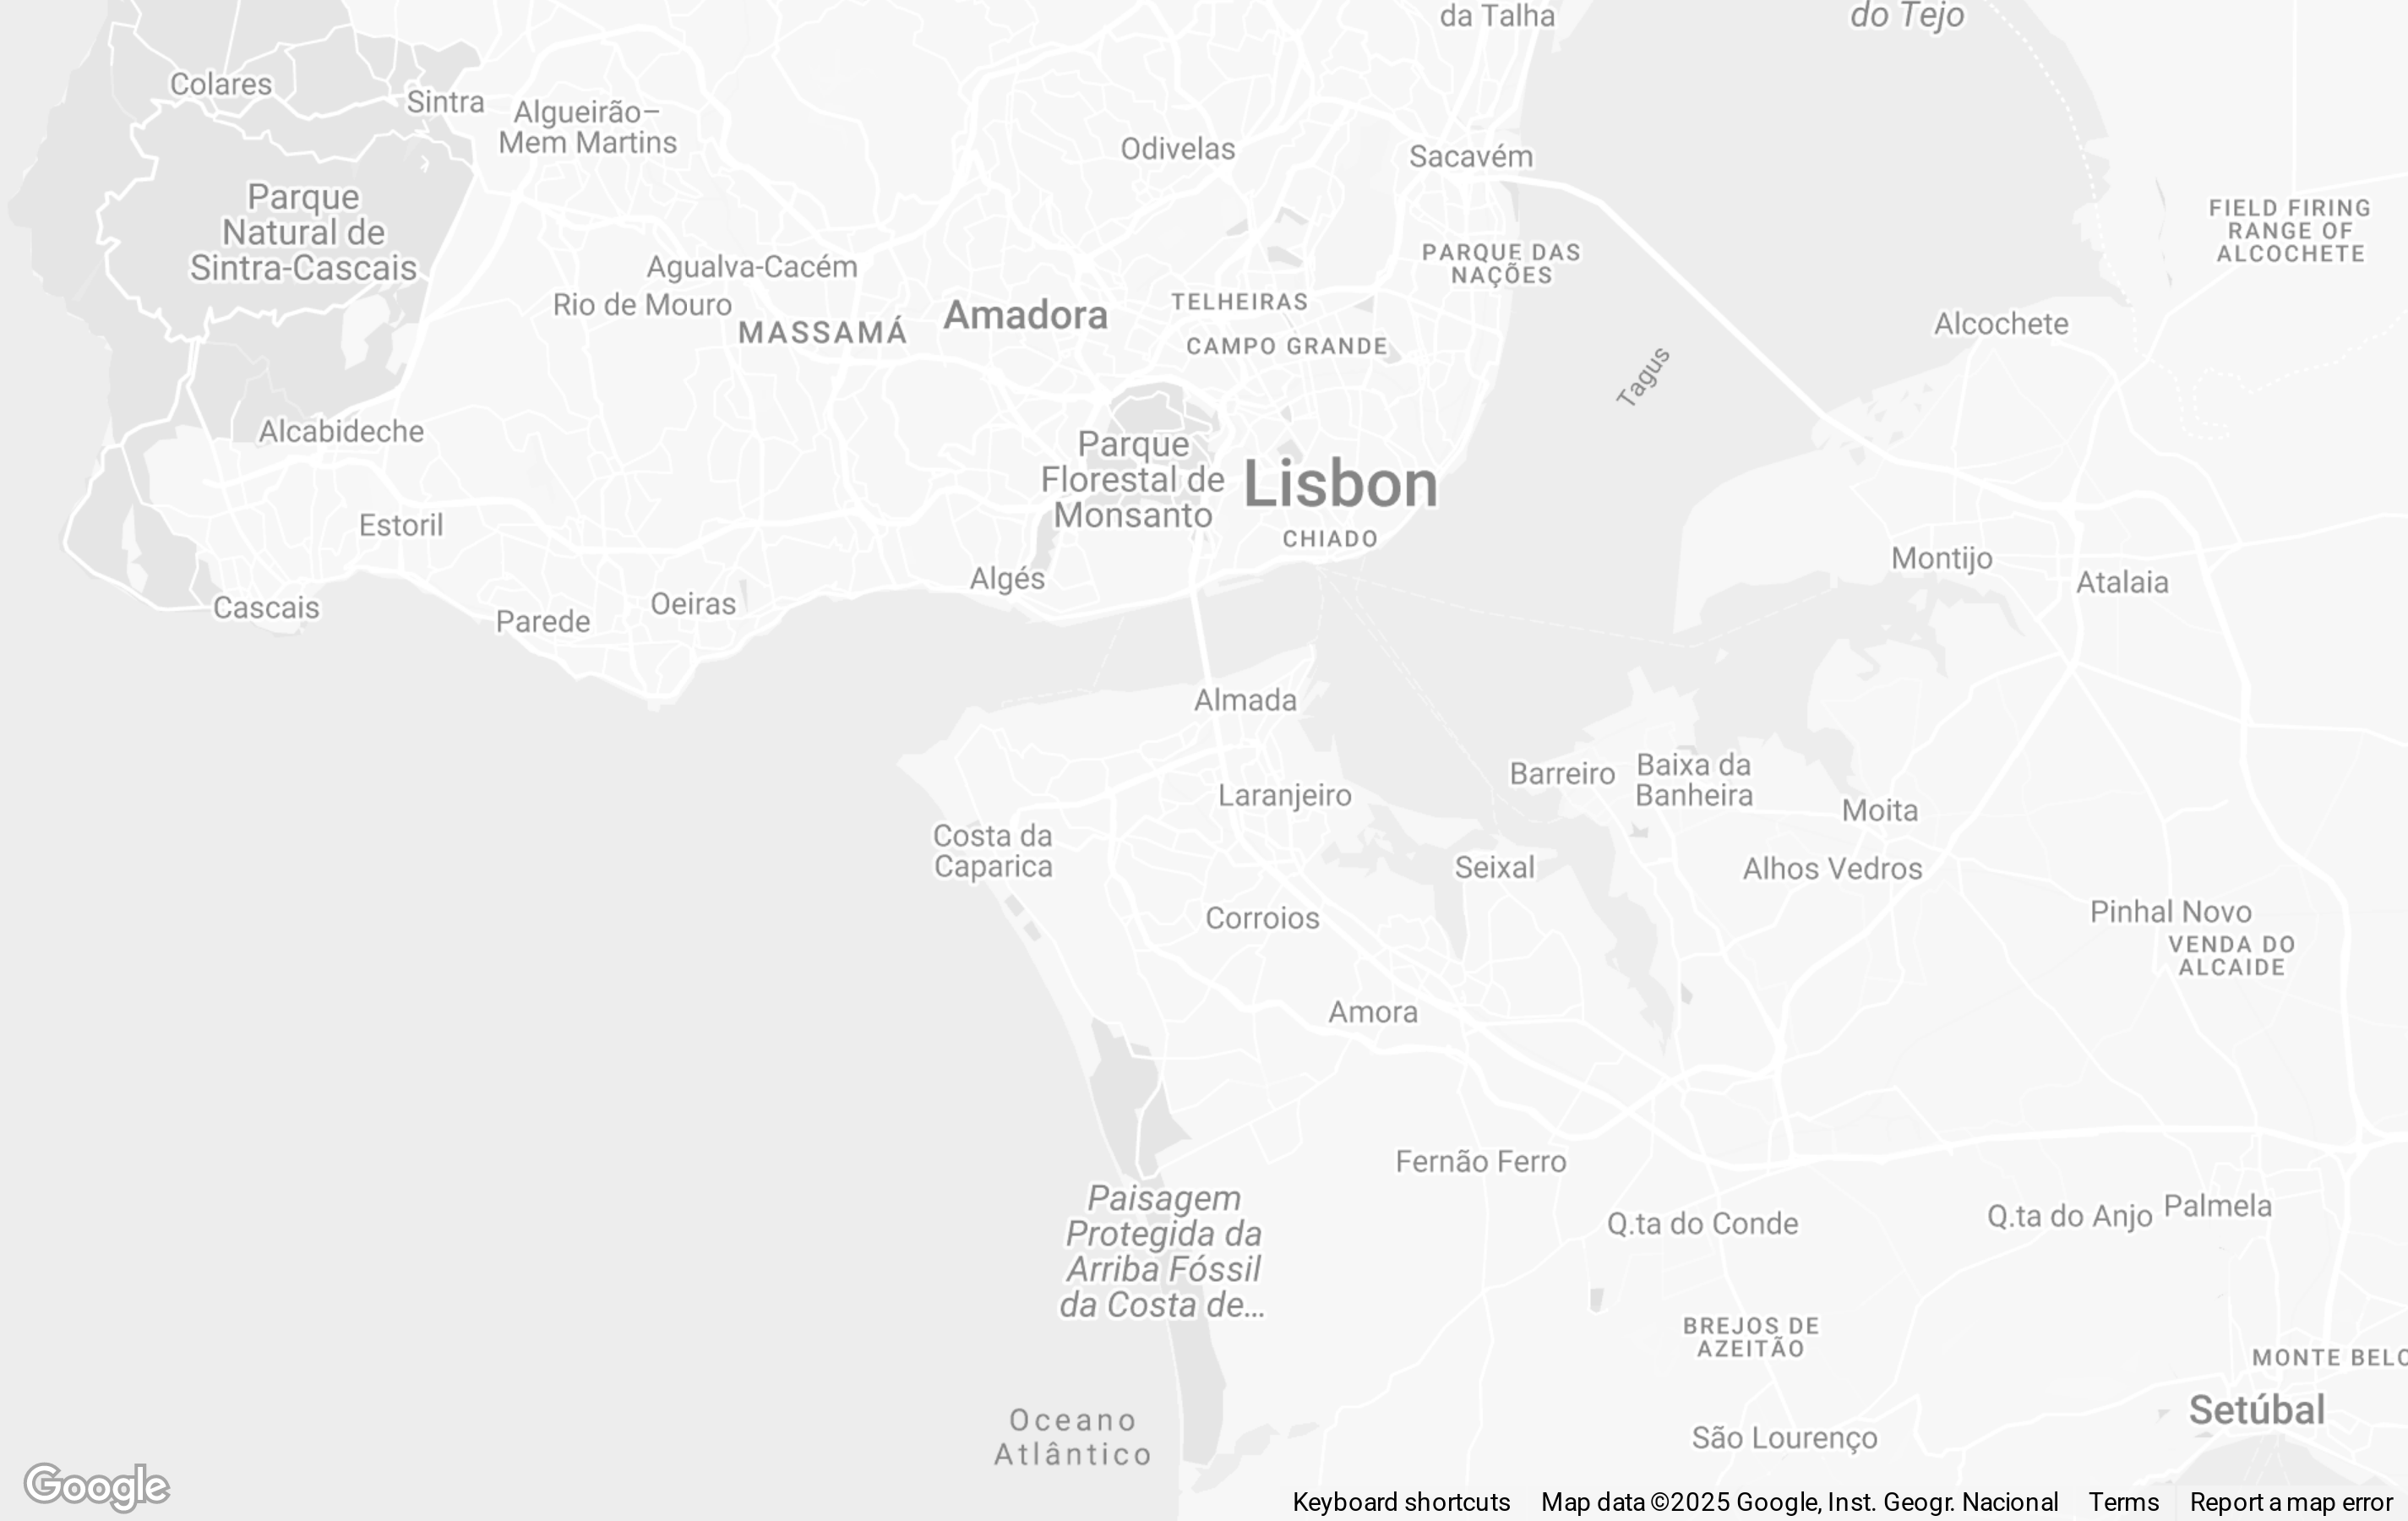 da Talha
do Tejo
Colares
Sintra
Algueirão–
Mem Martins
Odivelas
Sacavém
Parque
Natural de
Sintra-Cascais
FIELD FIRING
RANGE OF
ALCOCHETE
PARQUE DAS
NAÇÕES
Agualva-Cacém
Rio de Mouro
MASSAMÁ
Amadora
TELHEIRAS
CAMPO GRANDE
Alcochete
Tagus
Alcabideche
Parque
Florestal de
Monsanto
Lisbon
CHIADO
Estoril
Montijo
Atalaia
Algés
Cascais
Parede
Oeiras
Almada
Barreiro
Baixa da
Banheira
Laranjeiro
Moita
Costa da
Caparica
Seixal
Alhos Vedros
Corroios
Pinhal Novo
VENDA DO
ALCAIDE
Amora
Fernão Ferro
Paisagem
Protegida da
Arriba Fóssil
da Costa de...
Q.ta do Conde
Q.ta do Anjo
Palmela
BREJOS DE
AZEITÃO
MONTE BELO
Setúbal
Oceano
Atlântico
São Lourenço
Google
Keyboard shortcuts
Map data ©2025 Google, Inst. Geogr. Nacional
Terms
Report a map error